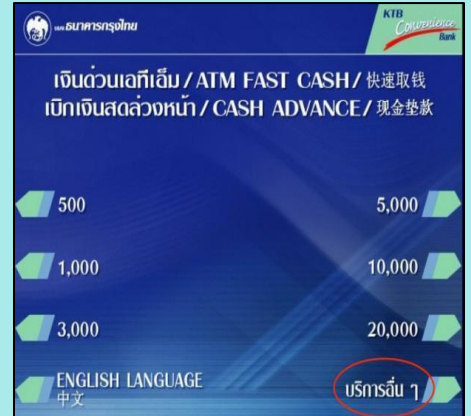 บมจ.ธนาคารกรุงไทย
KTB
Convenience
Bank
เงินด่วนเอทีเอ็ม / ATM FAST CASH / 快速取钱
เบิกเงินสดล่วงหน้า / CASH ADVANCE / 现金垫款
500
5,000
1,000
10,000
3,000
20,000
ENGLISH LANGUAGE
中文
บริการอื่น ๆ